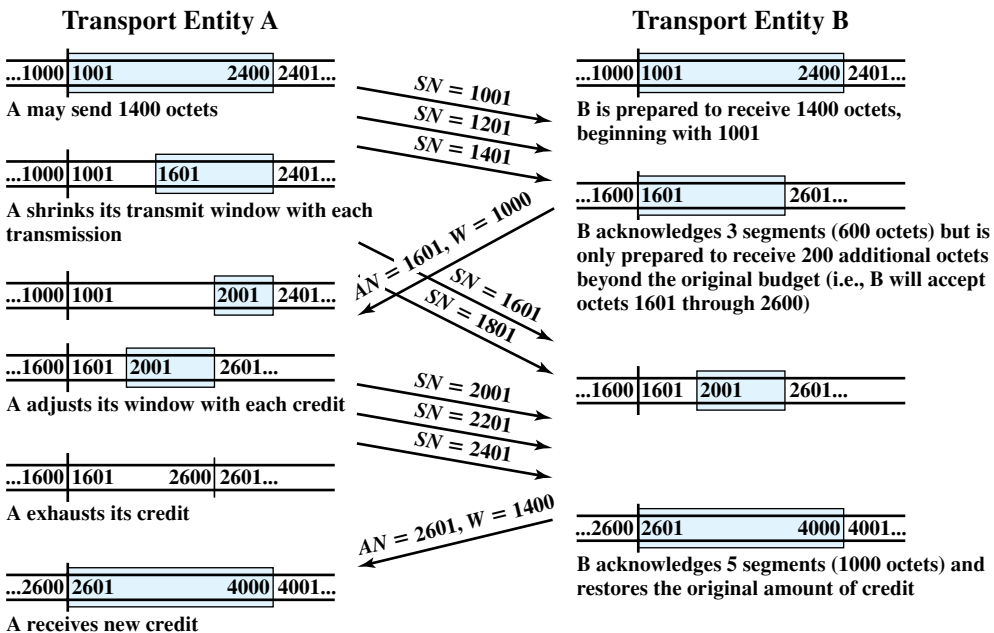 Transport Entity A
...1000 1001 2400 2401...
A may send 1400 octets
...1000 1001 1601 2401...
A shrinks its transmit window with each
transmission
...1000 1001 2001 2401...
...1600 1601 2001 2601...
A adjusts its window with each credit
...1600 1601 2600 2601...
A exhausts its credit
...2600 2601 4000 4001...
A receives new credit
SN = 1001
SN = 1201
SN = 1401
AN = 1601, W = 1000
SN = 1601
SN = 1801
SN = 2001
SN = 2201
SN = 2401
AN = 2601, W = 1400
Transport Entity B
...1000 1001 2400 2401...
B is prepared to receive 1400 octets,
beginning with 1001
...1600 1601 2601...
B acknowledges 3 segments (600 octets) but is
only prepared to receive 200 additional octets
beyond the original budget (i.e., B will accept
octets 1601 through 2600)
...1600 1601 2001 2601...
...2600 2601 4000 4001...
B acknowledges 5 segments (1000 octets) and
restores the original amount of credit